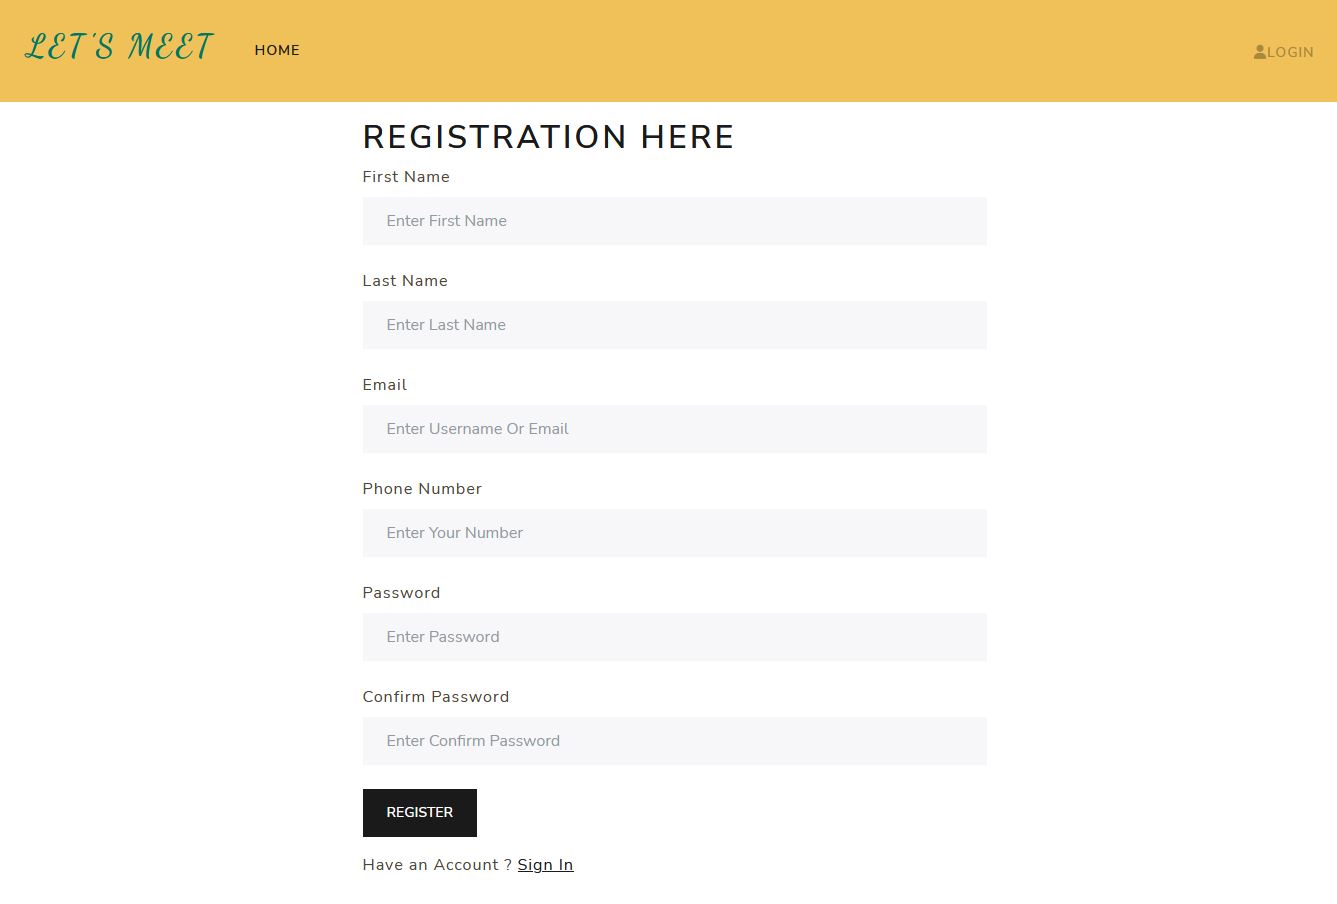 LET'S MEET HOME LOGIN
REGISTRATION HERE
First Name
Enter First Name
Last Name
Enter Last Name
Email
Enter Username Or Email
Phone Number
Enter Your Number
Password
Enter Password
Confirm Password
Enter Confirm Password
REGISTER
Have an Account ? Sign In